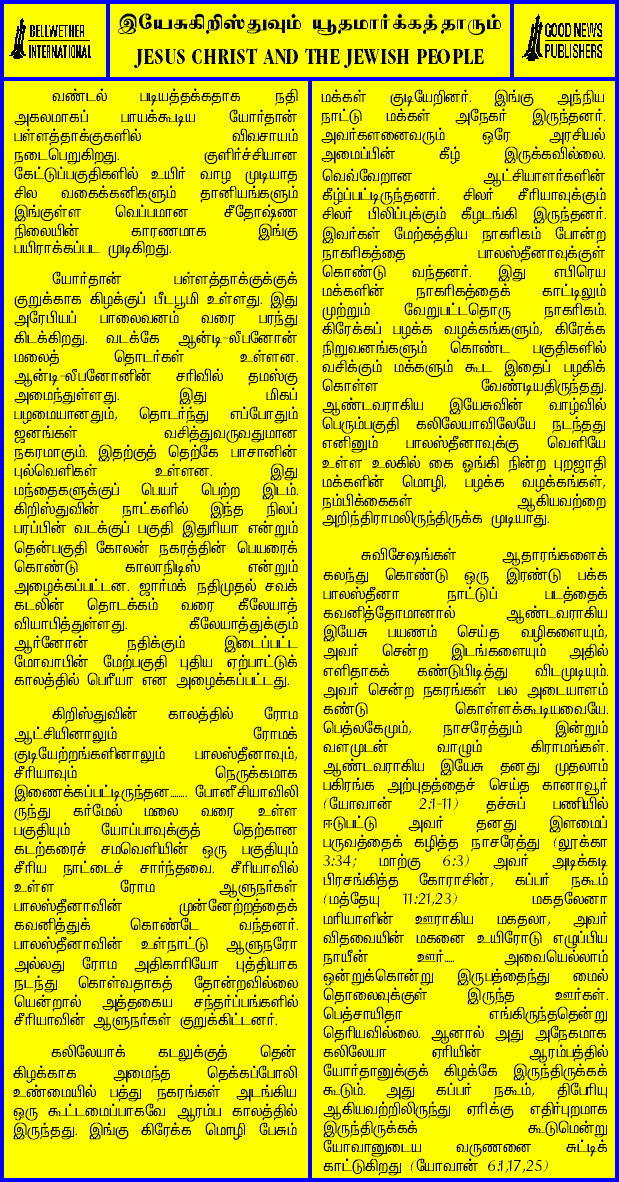 BELLWETHER
INTERNATIONAL
இயேசுகிறிஸ்துவும் யூதமார்க்கத்தாரும்
JESUS CHRIST AND THE JEWISH PEOPLE
GOOD NEWS
PUBLISHERS
வண்டல் படியத்தக்கதாக நதி
அகலமாகப் பாயக்கூடிய யோர்தான்
பள்ளத்தாக்குகளில் விவசாயம்
நடைபெறுகிறது. குளிர்ச்சியான
கேட்டுப்பகுதிகளில் உயிர் வாழ முடியாத
சில வகைக்கனிகளும் தானியங்களும்
இங்குள்ள வெப்பமான சீதோஷ்ண
நிலையின் காரணமாக இங்கு
பயிராக்கப்பட முடிகிறது.
யோர்தான் பள்ளத்தாக்குக்குக்
குறுக்காக கிழக்குப் பீடபூமி உள்ளது. இது
அரேபியப் பாலைவனம் வரை பரந்து
கிடக்கிறது. வடக்கே ஆன்டி-லீபனோன்
மலைத் தொடர்கள் உள்ளன.
ஆன்டி-லீபனோனின் சரிவில் தமஸ்கு
அமைந்துள்ளது. இது மிகப்
பழமையானதும், தொடர்ந்து எப்போதும்
ஜனங்கள் வசித்துவருவதுமான
நகரமாகும். இதற்குத் தெற்கே பாசானின்
புல்வெளிகள் உள்ளன. இது
மந்தைகளுக்குப் பெயர் பெற்ற இடம்.
கிறிஸ்துவின் நாட்களில் இந்த நிலப்
பரப்பின் வடக்குப் பகுதி இதுரியா என்றும்
தென்பகுதி கோலன் நகரத்தின் பெயரைக்
கொண்டு காலாநிடிஸ் என்றும்
அழைக்கப்பட்டன. ஜார்மக் நதிமுதல் சவக்
கடலின் தொடக்கம் வரை கீலேயாத்
வியாபித்துள்ளது. கீலேயாத்துக்கும்
ஆர்னோன் நதிக்கும் இடைப்பட்ட
மோவாபின் மேற்பகுதி புதிய ஏற்பாட்டுக்
காலத்தில் பெரீயா என அழைக்கப்பட்டது.
கிறிஸ்துவின் காலத்தில் ரோம
ஆட்சியினாலும் ரோமக்
குடியேற்றங்களினாலும் பாலஸ்தீனாவும்,
சீரியாவும் நெருக்கமாக
இணைக்கப்பட்டிருந்தன........ போனீசியாவிலி
ருந்து கர்மேல் மலை வரை உள்ள
பகுதியும் யோப்பாவுக்குத் தெற்கான
கடற்கரைச் சமவெளியின் ஒரு பகுதியும்
சீரிய நாட்டைச் சார்ந்தவை. சீரியாவில்
உள்ள ரோம ஆளுநர்கள்
பாலஸ்தீனாவின் முன்னேற்றத்தைக்
கவனித்துக் கொண்டே வந்தனர்.
பாலஸ்தீனாவின் உள்நாட்டு ஆளுநரோ
அல்லது ரோம அதிகாரியோ புத்தியாக
நடந்து கொள்வதாகத் தோன்றவில்லை
யென்றால் அத்தகைய சந்தர்ப்பங்களில்
சீரியாவின் ஆளுநர்கள் குறுக்கிட்டனர்.
கலிலேயாக் கடலுக்குத் தென்
கிழக்காக அமைந்த தெக்கப்போலி
உண்மையில் பத்து நகரங்கள் அடங்கிய
ஒரு கூட்டமைப்பாகவே ஆரம்ப காலத்தில்
இருந்தது. இங்கு கிரேக்க மொழி பேசும்
மக்கள் குடியேறினர். இங்கு அந்நிய
நாட்டு மக்கள் அநேகர் இருந்தனர்.
அவர்களனைவரும் ஒரே அரசியல்
அமைப்பின் கீழ் இருக்கவில்லை.
வெவ்வேறான ஆட்சியாளர்களின்
கீழ்ப்பட்டிருந்தனர். சிலர் சீரியாவுக்கும்
சிலர் பிலிப்புக்கும் கீழடங்கி இருந்தனர்.
இவர்கள் மேற்கத்திய நாகரிகம் போன்ற
நாகரிகத்தை பாலஸ்தீனாவுக்குள்
கொண்டு வந்தனர். இது எபிரெய
மக்களின் நாகரிகத்தைக் காட்டிலும்
முற்றும் வேறுபட்டதொரு நாகரிகம்.
கிரேக்கப் பழக்க வழக்கங்களும், கிரேக்க
நிறுவனங்களும் கொண்ட பகுதிகளில்
வசிக்கும் மக்களும் கூட இதைப் பழகிக்
கொள்ள வேண்டியதிருந்தது.
ஆண்டவராகிய இயேசுவின் வாழ்வில்
பெரும்பகுதி கலிலேயாவிலேயே நடந்தது
எனினும் பாலஸ்தீனாவுக்கு வெளியே
உள்ள உலகில் கை ஓங்கி நின்ற புறஜாதி
மக்களின் மொழி, பழக்க வழக்கங்கள்,
நம்பிக்கைகள் ஆகியவற்றை
அறிந்திராமலிருந்திருக்க முடியாது.
சுவிசேஷங்கள் ஆதாரங்களைக்
கலந்து கொண்டு ஒரு இரண்டு பக்க
பாலஸ்தீனா நாட்டுப் படத்தைக்
கவனித்தோமானால் ஆண்டவராகிய
இயேசு பயணம் செய்த வழிகளையும்,
அவர் சென்ற இடங்களையும் அதில்
எளிதாகக் கண்டுபிடித்து விடமுடியும்.
அவர் சென்ற நகரங்கள் பல அடையாளம்
கண்டு கொள்ளக்கூடியவையே.
பெத்லகேமும், நாசரேத்தும் இன்றும்
வளமுடன் வாழும் கிராமங்கள்.
ஆண்டவராகிய இயேசு தனது முதலாம்
பகிரங்க அற்புதத்தைச் செய்த கானாவூர்
(யோவான் 2:1-11) தச்சுப் பணியில்
ஈடுபட்டு அவர் தனது இளமைப்
பருவத்தைக் கழித்த நாசரேத்து (லூக்கா
3:34; மாற்கு 6:3) அவர் அடிக்கடி
பிரசங்கித்த கோராசின், கப்பர் நகூம்
(மத்தேயு 11:21,23) மகதலேனா
மரியாளின் ஊராகிய மகதலா, அவர்
விதவையின் மகனை உயிரோடு எழுப்பிய
நாயீன் ஊர்..... அவையெல்லாம்
ஒன்றுக்கொன்று இருபத்தைந்து மைல்
தொலைவுக்குள் இருந்த ஊர்கள்.
பெத்சாயிதா எங்கிருந்ததென்று
தெரியவில்லை. ஆனால் அது அநேகமாக
கலிலேயா ஏரியின் ஆரம்பத்தில்
யோர்தானுக்குக் கிழக்கே இருந்திருக்கக்
கூடும். அது கப்பர் நகூம், திபேரியு
ஆகியவற்றிலிருந்து ஏரிக்கு எதிர்புறமாக
இருந்திருக்கக் கூடுமென்று
யோவானுடைய வருணனை சுட்டிக்
காட்டுகிறது (யோவான் 6:1,17,25)